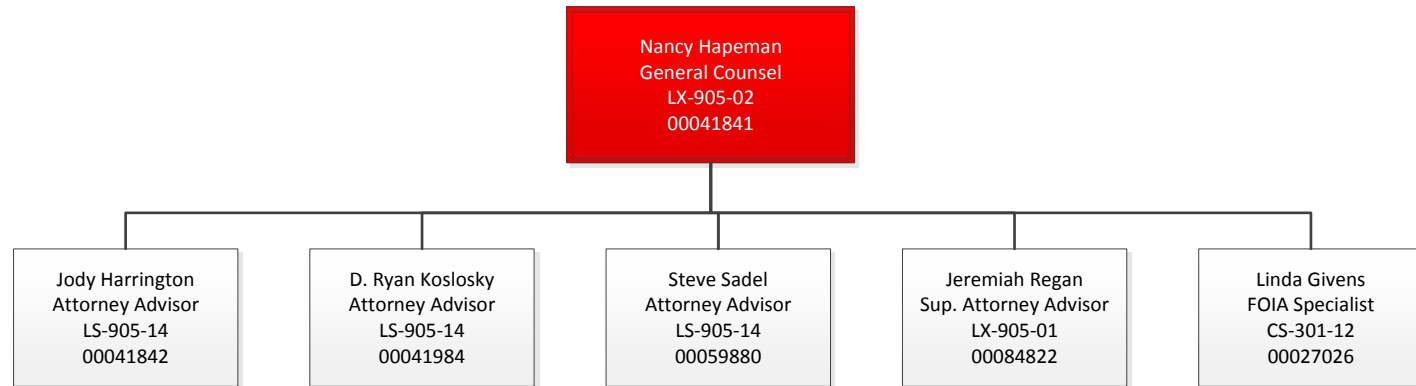 Nancy Hapeman
General Counsel
LX-905-02
00041841
Jody Harrington
Attorney Advisor
LS-905-14
00041842
D. Ryan Koslosky
Attorney Advisor
LS-905-14
00041984
Steve Sadel
Attorney Advisor
LS-905-14
00059880
Jeremiah Regan
Sup. Attorney Advisor
LX-905-01
00084822
Linda Givens
FOIA Specialist
CS-301-12
00027026